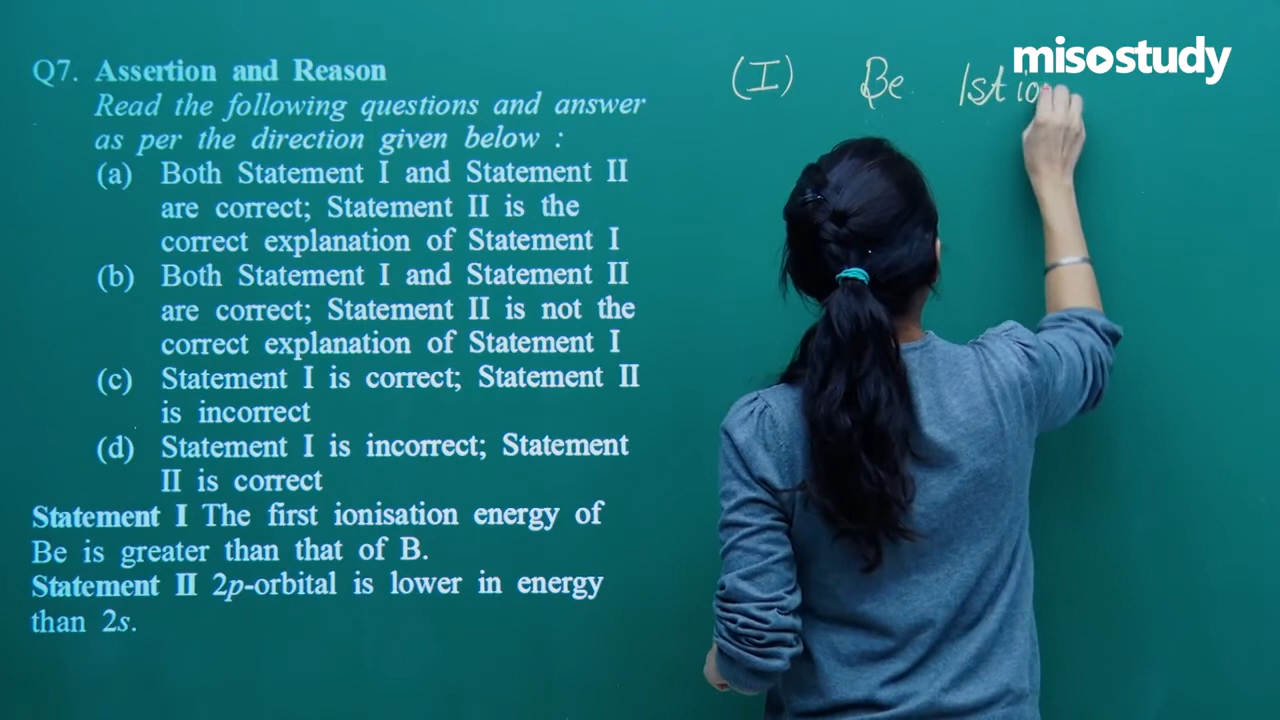 misostudy
Q7. Assertion and Reason
Read the following questions and answer
as per the direction given below :
(a) Both Statement I and Statement II
are correct; Statement II is the
correct explanation of Statement I
(b) Both Statement I and Statement II
are correct; Statement II is not the
correct explanation of Statement I
(c) Statement I is correct; Statement II
is incorrect
(d) Statement I is incorrect; Statement
II is correct
Statement I The first ionisation energy of
Be is greater than that of B.
Statement II 2p-orbital is lower in energy
than 2s.
(I) Be 1st io